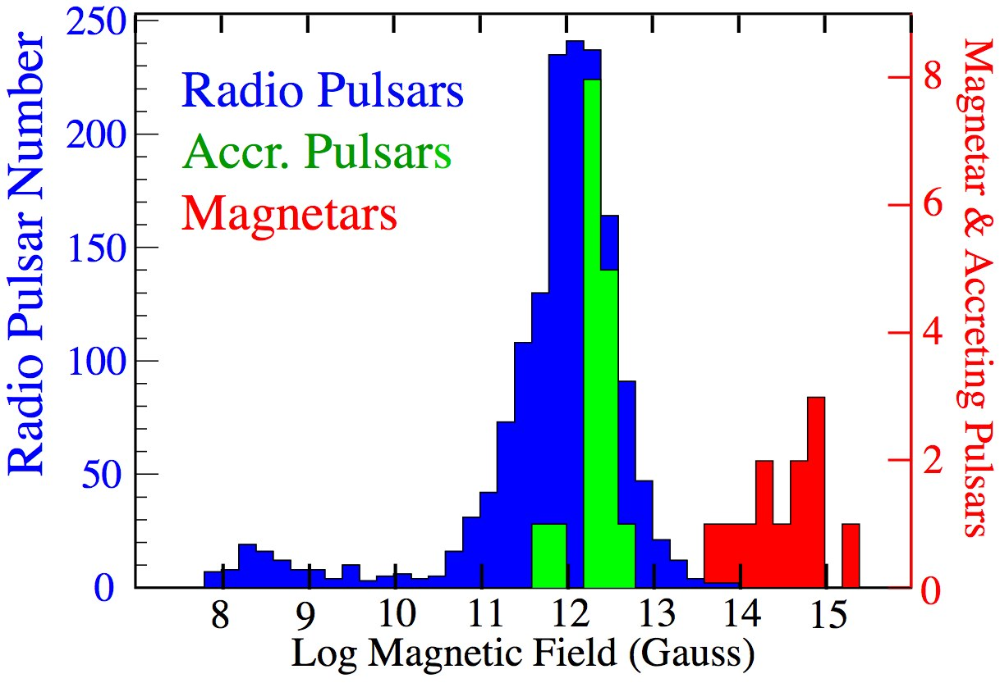 Radio Pulsar Number
250
200
150
100
50
0
Radio Pulsars
Accr. Pulsars
Magnetars
8
6
4
2
0
Magnetar & Accreting Pulsars
8 9 10 11 12 13 14 15
Log Magnetic Field (Gauss)